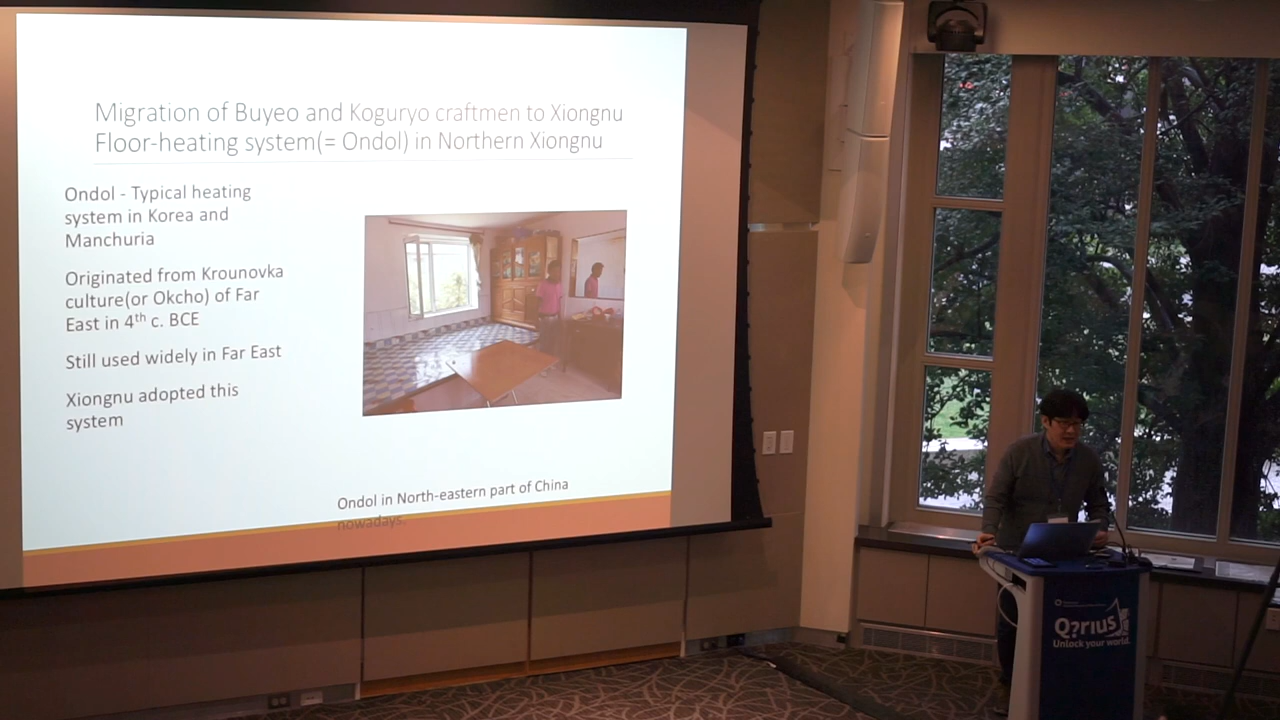 Migration of Buyeo and Koguryo craftmen to Xiongnu
Floor-heating system(= Ondol) in Northern Xiongnu
Ondol - Typical heating
system in Korea and
Manchuria
Originated from Krounovka
culture(or Okcho) of Far
East in 4th c. BCE
Still used widely in Far East
Xiongnu adopted this
system
Ondol in North-eastern part of China
nowadays.
Q?rius
Unlock your world.